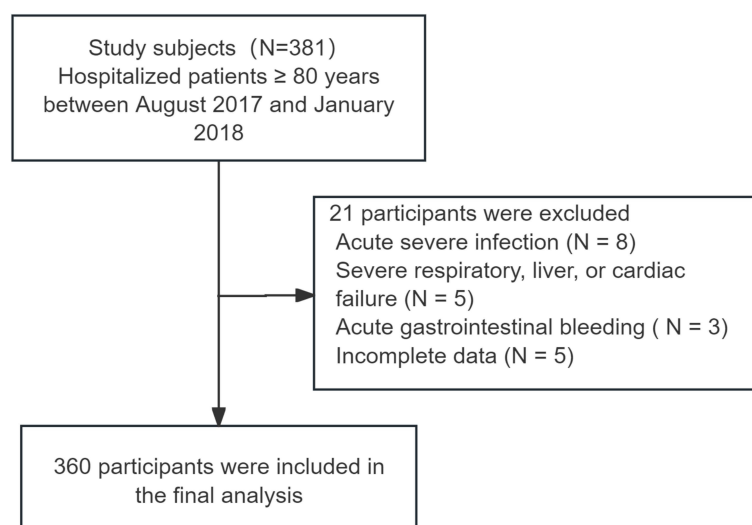 Study subjects（N=381)
Hospitalized patients ≥ 80 years
between August 2017 and January
2018
21 participants were excluded
Acute severe infection (N = 8)
Severe respiratory, liver, or cardiac
failure (N = 5)
Acute gastrointestinal bleeding ( N = 3)
Incomplete data (N = 5)
360 participants were included in
the final analysis